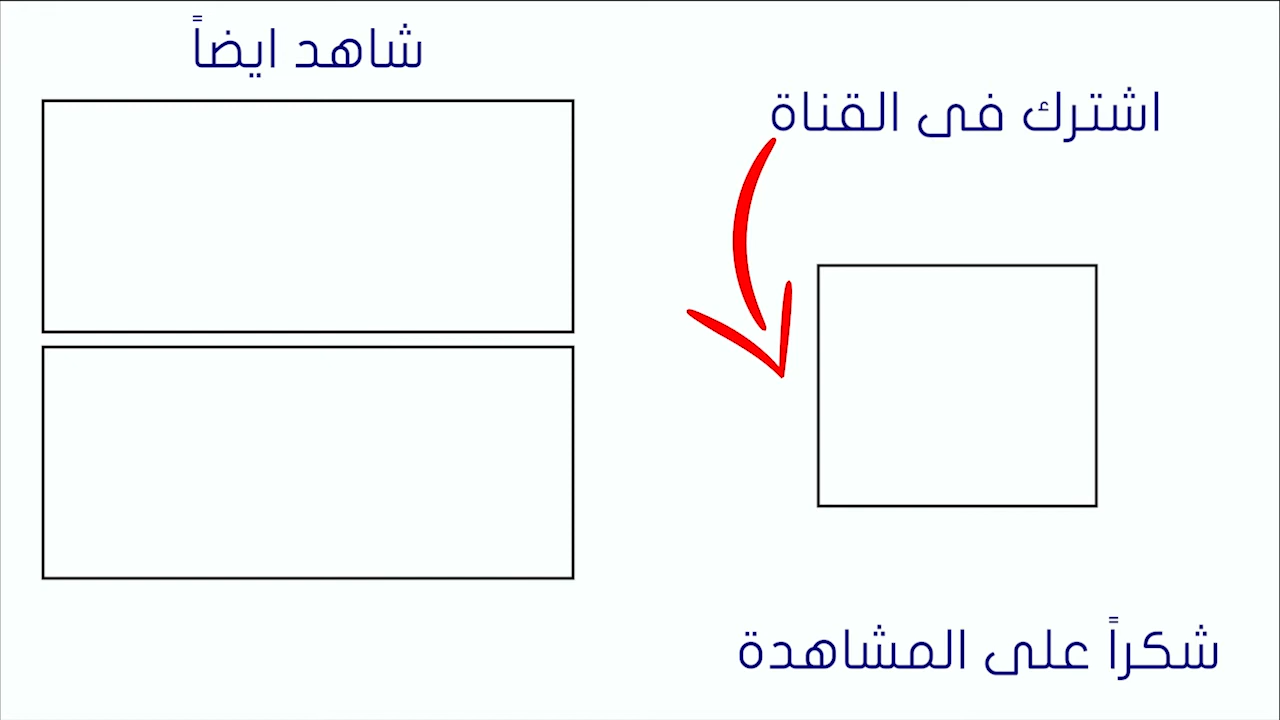 شاهد ايضاً
اشترك فى القناة
شكراً على المشاهدة